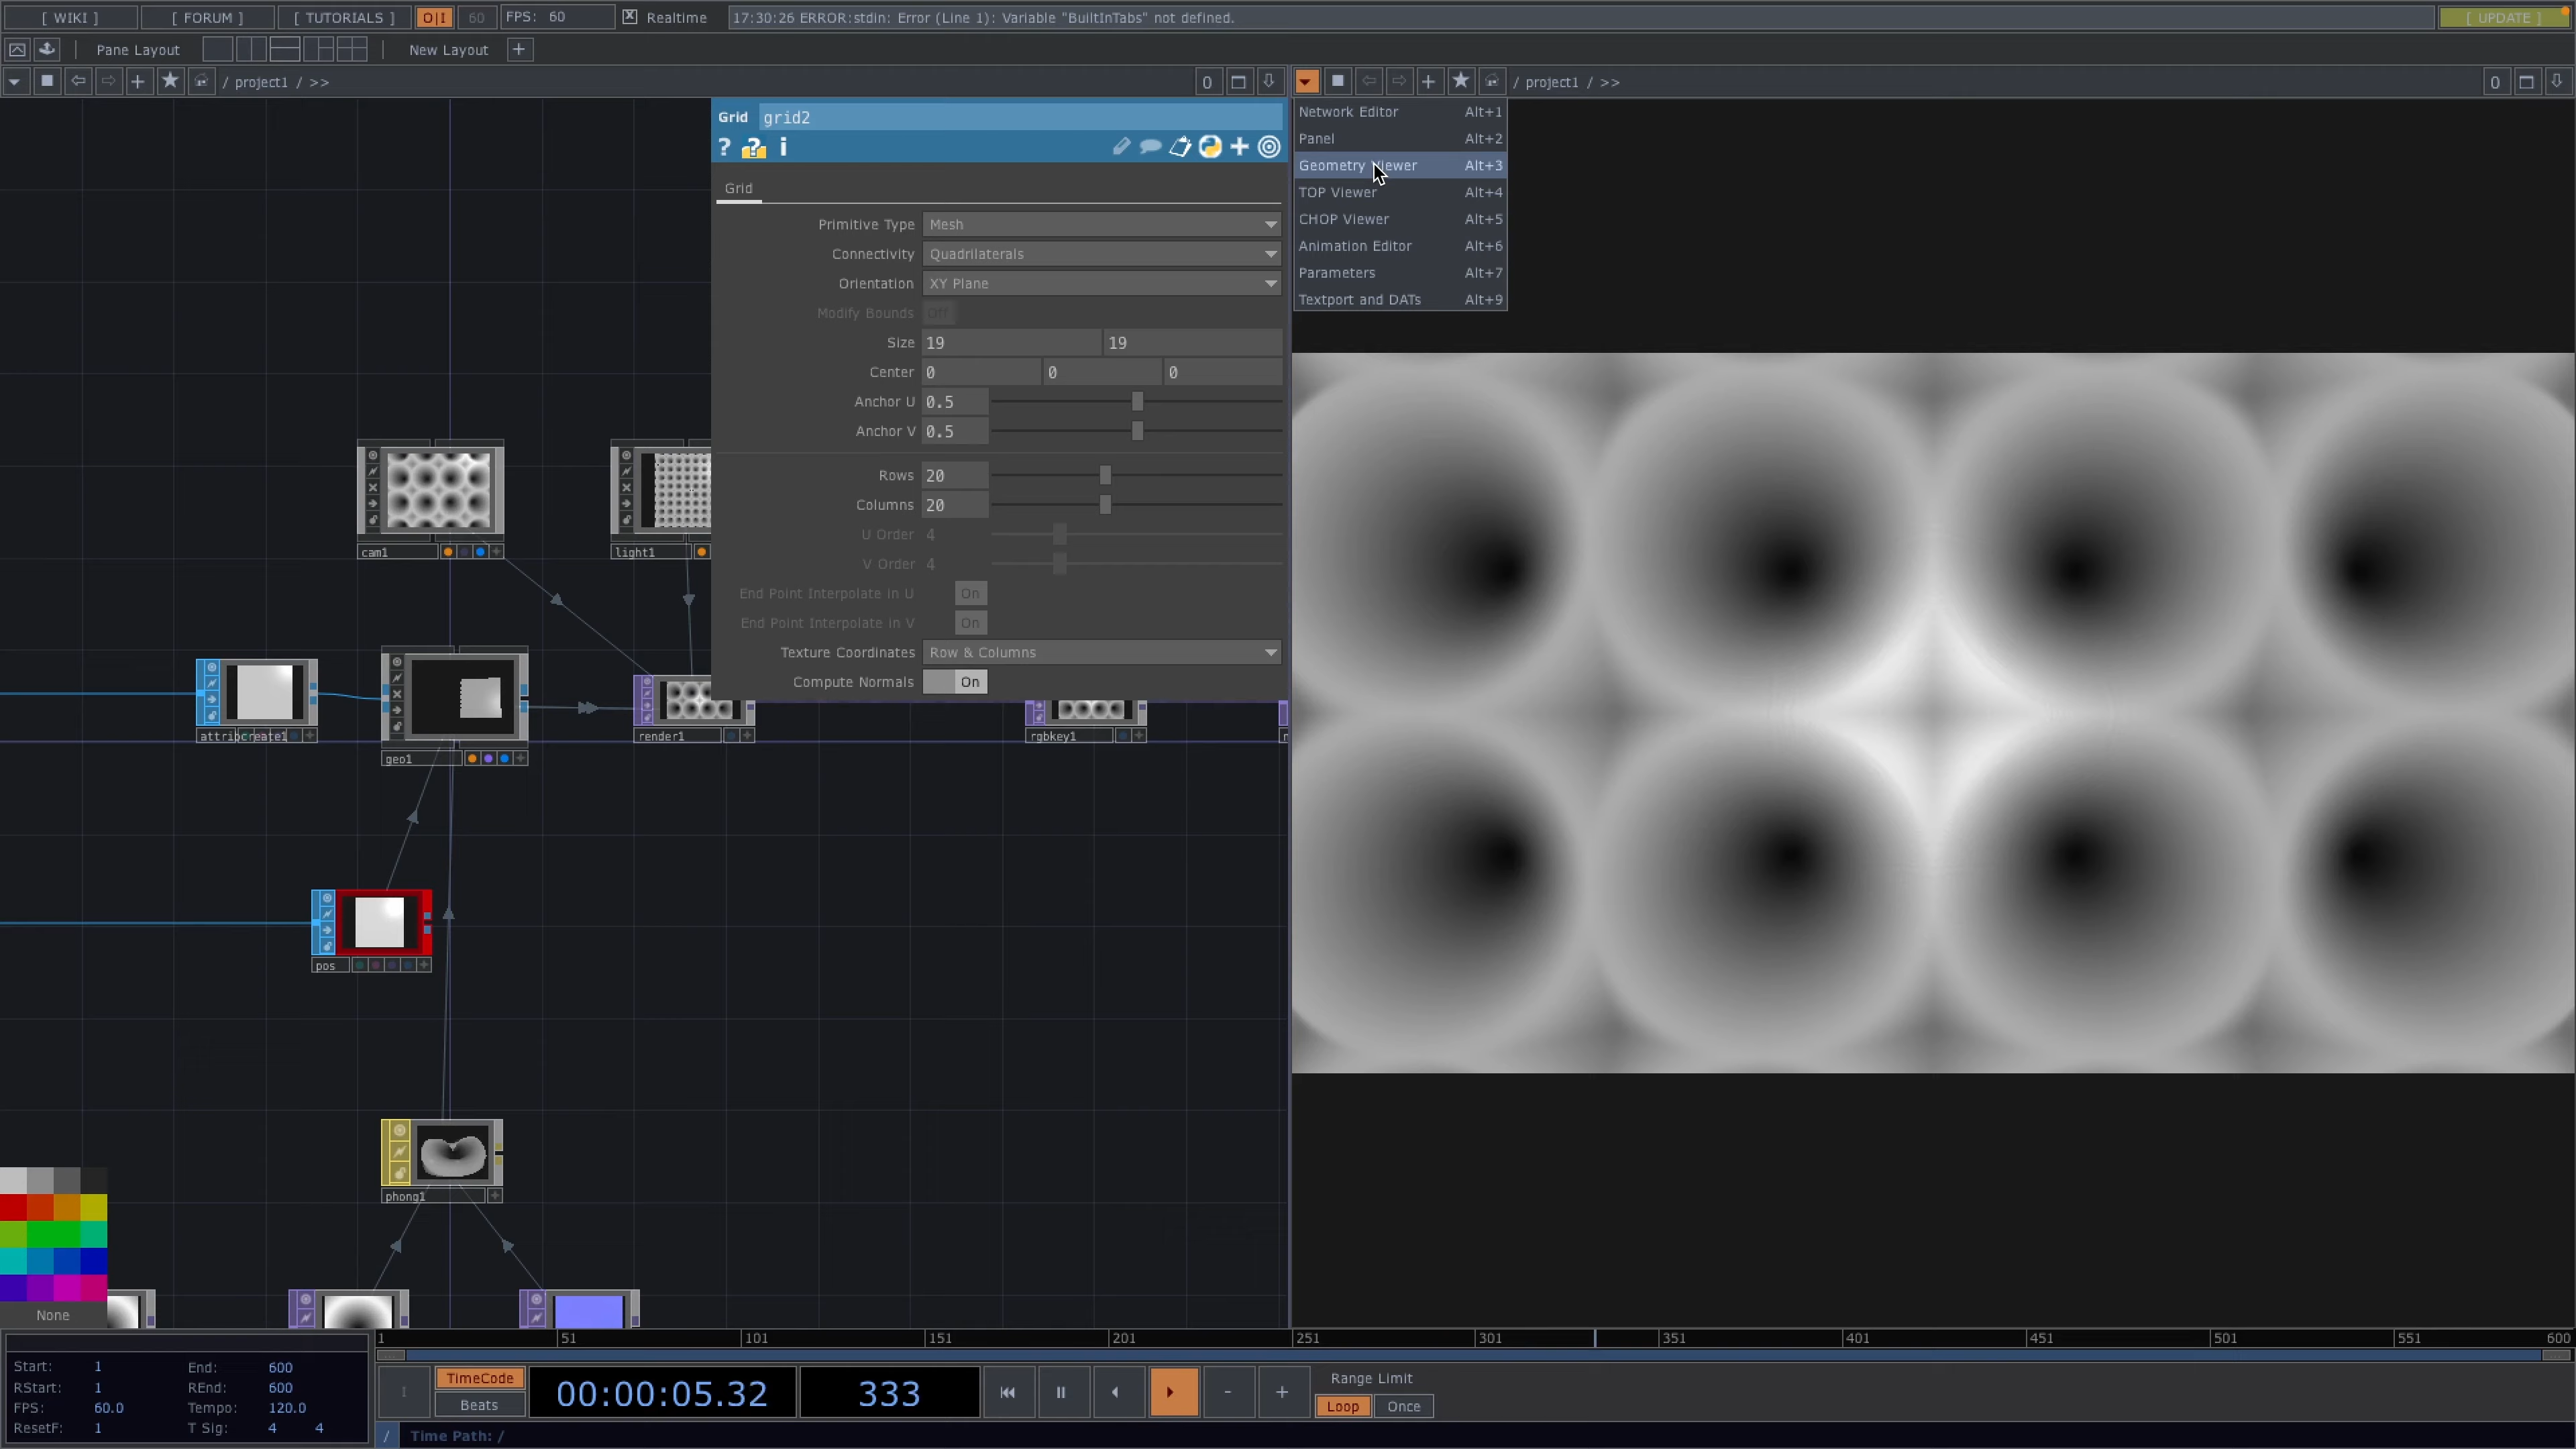 [ WIKI ] [ FORUM ] [ TUTORIALS ] O|I 60 FPS: 60 Realtime 17:30:26 ERROR:stdin: Error (Line 1): Variable "BuiltInTabs" not defined. [ UPDATE ]
Pane Layout New Layout +
/ project1 / >> 0 / project1 / >> 0
Grid grid2
Network Editor Alt+1
Panel Alt+2
Geometry Viewer Alt+3
TOP Viewer Alt+4
CHOP Viewer Alt+5
Animation Editor Alt+6
Parameters Alt+7
Textport and DATs Alt+9
? ? i
Grid
Primitive Type Mesh
Connectivity Quadrilaterals
Orientation XY Plane
Modify Bounds Off
Size 19 19
Center 0 0 0
Anchor U 0.5
Anchor V 0.5
Rows 20
Columns 20
U Order 4
V Order 4
End Point Interpolate in U On
End Point Interpolate in V On
Texture Coordinates Row & Columns
Compute Normals On
cam1 light1
attribcreate1 render1 rgbkey1
geo1
pos
phong1
None
1 51 101 151 201 251 301 351 401 451 501 551 600
Start: 1 End: 600
RStart: 1 REnd: 600
FPS: 60.0 Tempo: 120.0
ResetF: 1 T Sig: 4 4
TimeCode
Beats
00:00:05.32 333 - +
Range Limit
Loop Once
/ Time Path: /